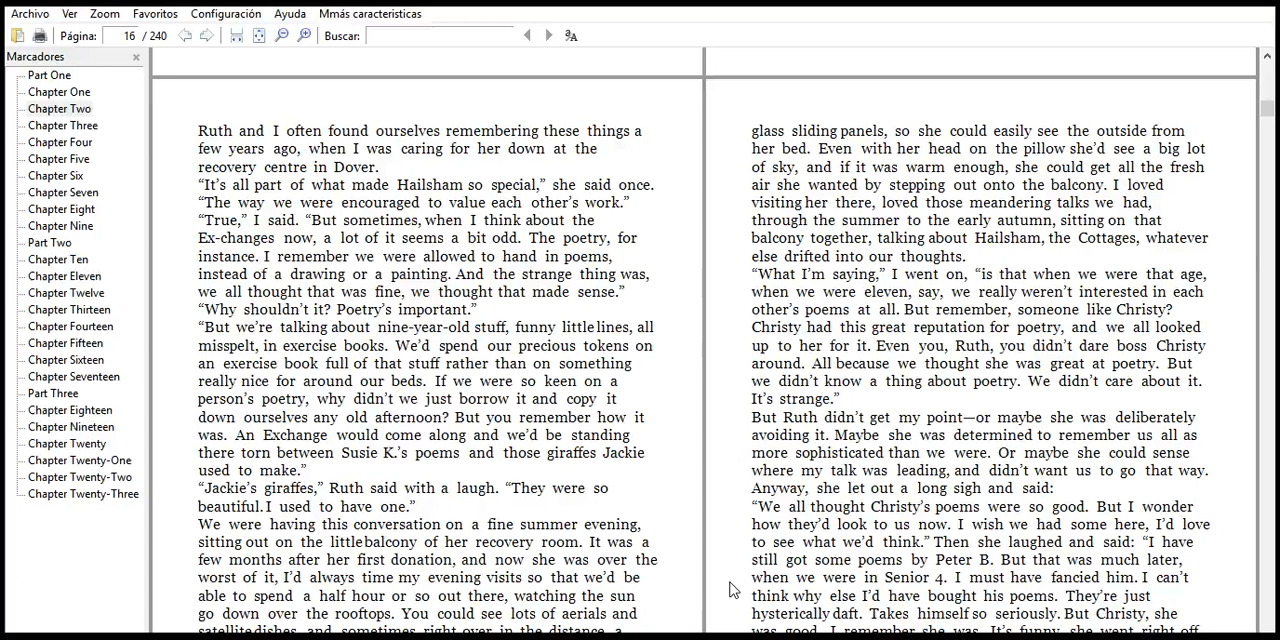 Archivo Ver Zoom Favoritos Configuración Ayuda Mmás caracteristicas
Página: 16 / 240 Buscar:
Marcadores
Part One
Chapter One
Chapter Two
Chapter Three
Chapter Four
Chapter Five
Chapter Six
Chapter Seven
Chapter Eight
Chapter Nine
Part Two
Chapter Ten
Chapter Eleven
Chapter Twelve
Chapter Thirteen
Chapter Fourteen
Chapter Fifteen
Chapter Sixteen
Chapter Seventeen
Part Three
Chapter Eighteen
Chapter Nineteen
Chapter Twenty
Chapter Twenty-One
Chapter Twenty-Two
Chapter Twenty-Three
Ruth and I often found ourselves remembering these things a
few years ago, when I was caring for her down at the
recovery centre in Dover.
“It’s all part of what made Hailsham so special,” she said once.
“The way we were encouraged to value each other’s work.”
“True,” I said. “But sometimes, when I think about the
Ex-changes now, a lot of it seems a bit odd. The poetry, for
instance. I remember we were allowed to hand in poems,
instead of a drawing or a painting. And the strange thing was,
we all thought that was fine, we thought that made sense.”
“Why shouldn’t it? Poetry’s important.”
“But we’re talking about nine-year-old stuff, funny little lines, all
misspelt, in exercise books. We’d spend our precious tokens on
an exercise book full of that stuff rather than on something
really nice for around our beds. If we were so keen on a
person’s poetry, why didn’t we just borrow it and copy it
down ourselves any old afternoon? But you remember how it
was. An Exchange would come along and we’d be standing
there torn between Susie K.’s poems and those giraffes Jackie
used to make.”
“Jackie’s giraffes,” Ruth said with a laugh. “They were so
beautiful. I used to have one.”
We were having this conversation on a fine summer evening,
sitting out on the little balcony of her recovery room. It was a
few months after her first donation, and now she was over the
worst of it, I’d always time my evening visits so that we’d be
able to spend a half hour or so out there, watching the sun
go down over the rooftops. You could see lots of aerials and
satellite dishes, and sometimes, right over in the distance, a
glass sliding panels, so she could easily see the outside from
her bed. Even with her head on the pillow she’d see a big lot
of sky, and if it was warm enough, she could get all the fresh
air she wanted by stepping out onto the balcony. I loved
visiting her there, loved those meandering talks we had,
through the summer to the early autumn, sitting on that
balcony together, talking about Hailsham, the Cottages, whatever
else drifted into our thoughts.
“What I’m saying,” I went on, “is that when we were that age,
when we were eleven, say, we really weren’t interested in each
other’s poems at all. But remember, someone like Christy?
Christy had this great reputation for poetry, and we all looked
up to her for it. Even you, Ruth, you didn’t dare boss Christy
around. All because we thought she was great at poetry. But
we didn’t know a thing about poetry. We didn’t care about it.
It’s strange.”
But Ruth didn’t get my point—or maybe she was deliberately
avoiding it. Maybe she was determined to remember us all as
more sophisticated than we were. Or maybe she could sense
where my talk was leading, and didn’t want us to go that way.
Anyway, she let out a long sigh and said:
“We all thought Christy’s poems were so good. But I wonder
how they’d look to us now. I wish we had some here, I’d love
to see what we’d think.” Then she laughed and said: “I have
still got some poems by Peter B. But that was much later,
when we were in Senior 4. I must have fancied him. I can’t
think why else I’d have bought his poems. They’re just
hysterically daft. Takes himself so seriously. But Christy, she
was good, I remember she was. It’s funny, she went right off